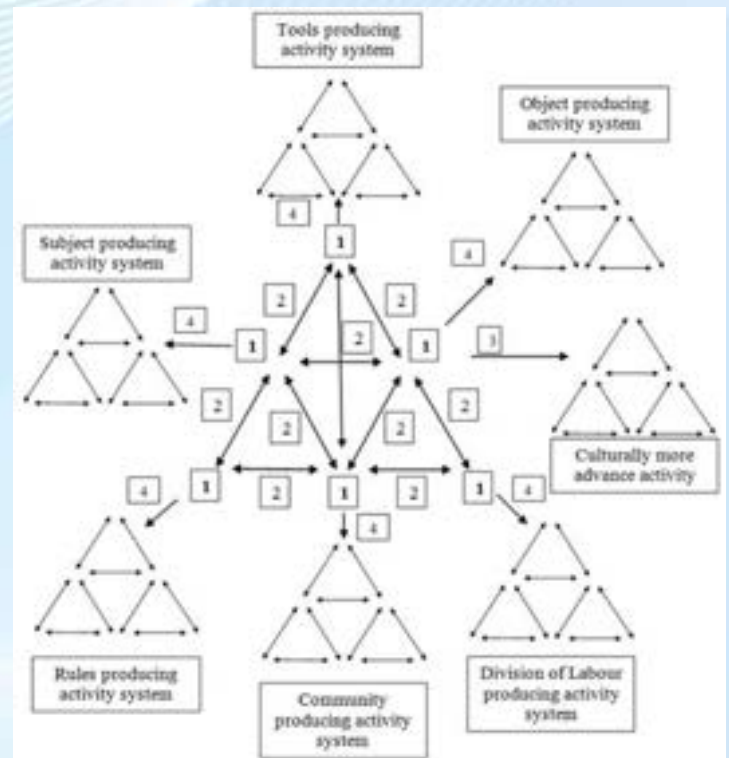 Tools producing
activity system
Object producing
activity system
4
1
Subject producing
activity system
4
4
2
2
1
2
1
3
2
2
2
2
Culturally more
advance activity
4
1
2
1
2
1
4
4
Rules producing
activity system
Community
producing activity
system
Division of Labour
producing activity
system